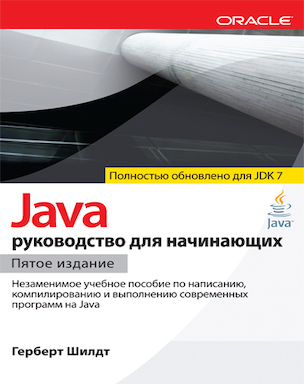 ORACLE
Полностью обновлено для JDK 7
Java
Java
руководство для начинающих
Пятое издание
Незаменимое учебное пособие по написанию,
компилированию и выполнению современных
программ на Java
Герберт Шилдт